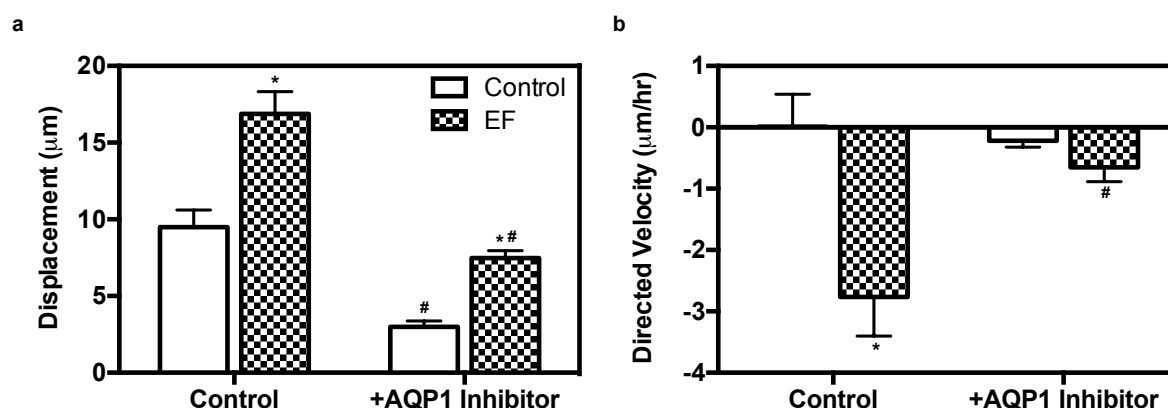 a
Displacement (μm)
20
15
10
5
0
*
#
*#
Control
EF
Control
+AQP1 Inhibitor
b
Directed Velocity (μm/hr)
1
0
-1
-2
-3
-4
*
#
Control
+AQP1 Inhibitor